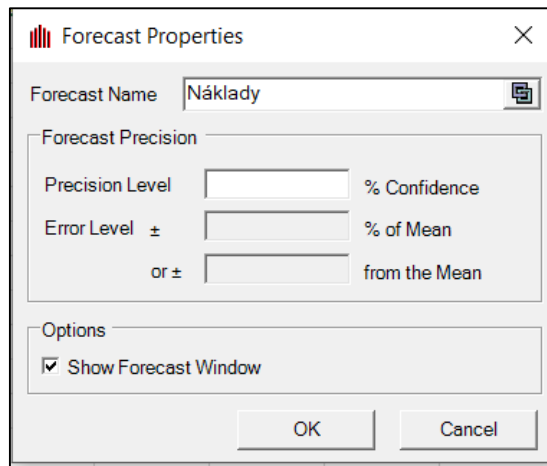 Forecast Properties
Forecast Name Náklady
Forecast Precision
Precision Level % Confidence
Error Level ± % of Mean
or ± from the Mean
Options
Show Forecast Window
OK Cancel